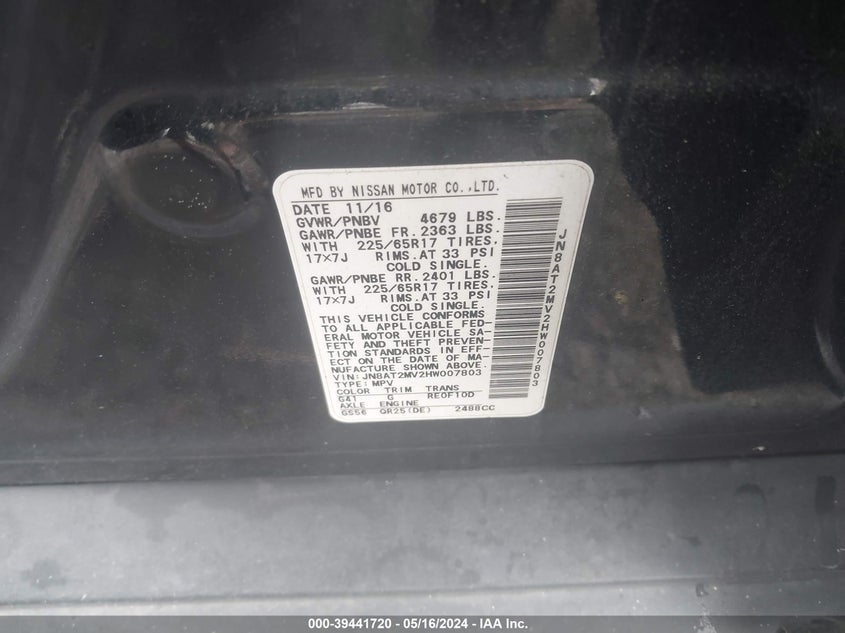 MFD BY NISSAN MOTOR CO.,LTD.
DATE 11/16
GVWR/PNBV 4679 LBS.
GAWR/PNBE FR. 2363 LBS.
WITH 225/65R17 TIRES,
17×7J RIMS.AT 33 PSI
COLD SINGLE.
GAWR/PNBE RR. 2401 LBS.
WITH 225/65R17 TIRES,
17×7J RIMS.AT 33 PSI
COLD SINGLE.
THIS VEHICLE CONFORMS
TO ALL APPLICABLE FED-
ERAL MOTOR VEHICLE SA-
FETY AND THEFT PREVEN-
TION STANDARDS IN EFF-
ECT ON THE DATE OF MA-
NUFACTURE SHOWN ABOVE.
VIN:JN8AT2MV2HW007803
TYPE:MPV
COLOR TRIM TRANS
G41 G RE0F10D
AXLE ENGINE
GS56 QR25(DE) 2488CC
JN8AT2MV2HW007803
000-39441720 - 05/16/2024 - IAA Inc.